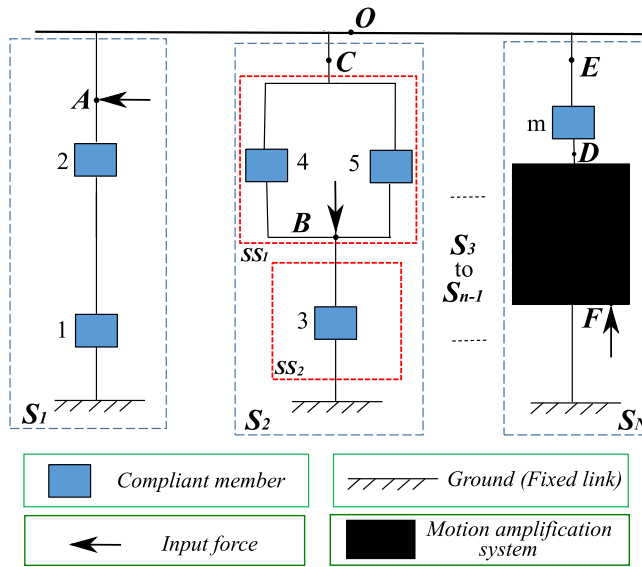 O
C
E
A
m
D
2
4
5
B
SS1
S3
to
Sn-1
F
3
1
SS2
S1
S2
SN
Compliant member
Ground (Fixed link)
Input force
Motion amplification
system